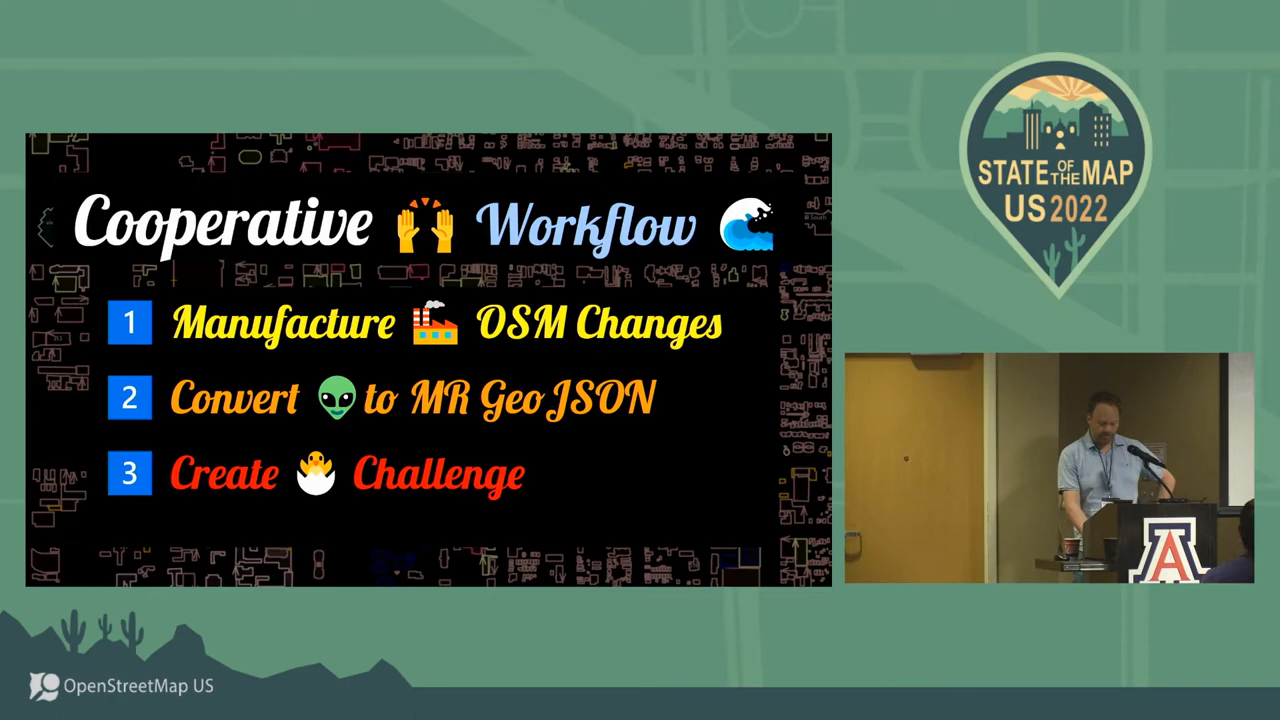 Cooperative 🙌 Workflow 🌊
1 Manufacture 🏭 OSM Changes
2 Convert 👽 to MR GeoJSON
3 Create 🐣 Challenge
STATE OF THE MAP
US 2022
A
OpenStreetMap US